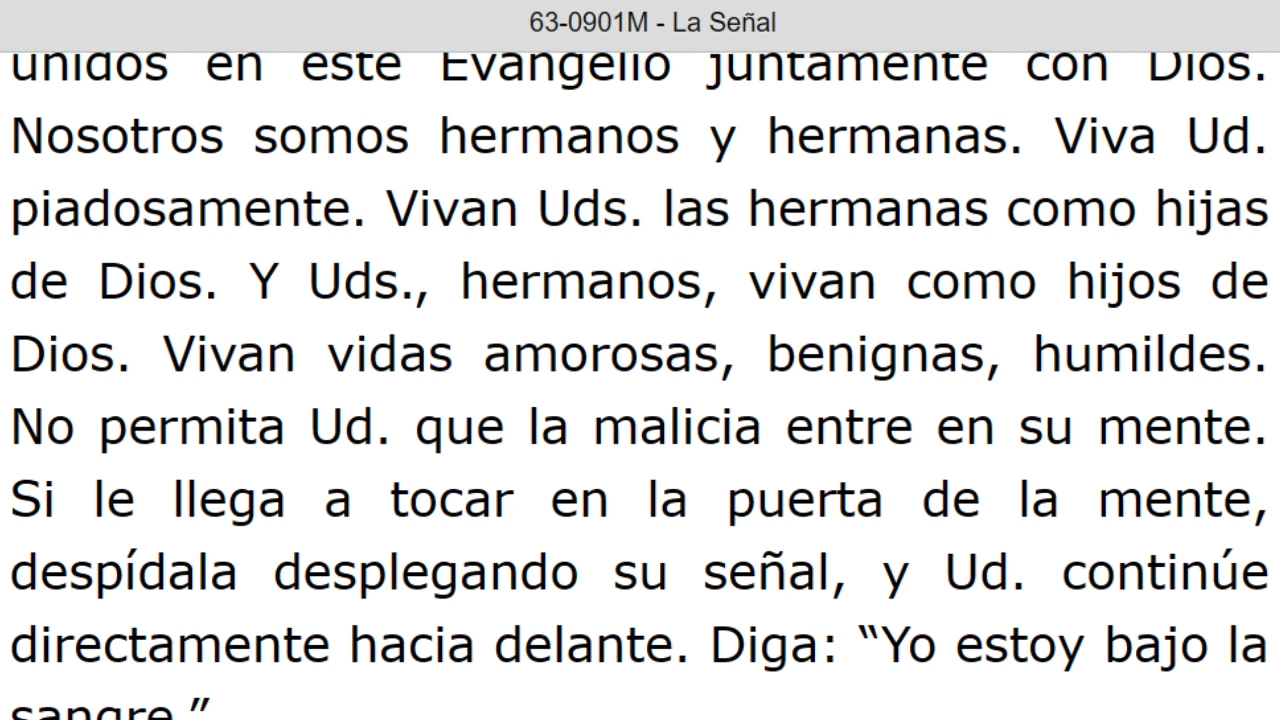 63-0901M - La Señal
unidos en este Evangelio juntamente con Dios.
Nosotros somos hermanos y hermanas. Viva Ud.
piadosamente. Vivan Uds. las hermanas como hijas
de Dios. Y Uds., hermanos, vivan como hijos de
Dios. Vivan vidas amorosas, benignas, humildes.
No permita Ud. que la malicia entre en su mente.
Si le llega a tocar en la puerta de la mente,
despídala desplegando su señal, y Ud. continúe
directamente hacia delante. Diga: “Yo estoy bajo la
sangre.”